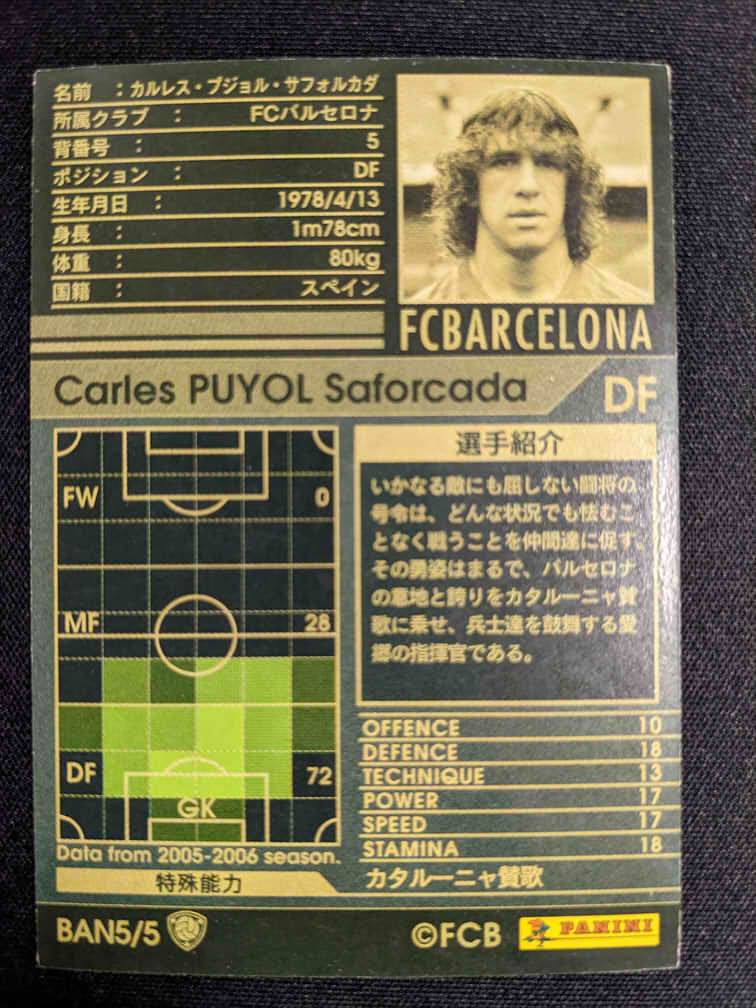 名前 : カルレス・プジョル・サフォルカダ
所属クラブ : FCバルセロナ
背番号 : 5
ポジション : DF
生年月日 : 1978/4/13
身長 : 1m78cm
体重 : 80kg
国籍 : スペイン
FCBARCELONA
Carles PUYOL Saforcada DF
FW 0
MF 28
DF 72
GK
Data from 2005-2006 season.
選手紹介
いかなる敵にも屈しない闘将の
号令は、どんな状況でも怯むこ
となく戦うことを仲間達に促す。
その勇姿はまるで、バルセロナ
の意地と誇りをカタルーニャ賛
歌に乗せ、兵士達を鼓舞する愛
郷の指揮官である。
OFFENCE 10
DEFENCE 18
TECHNIQUE 13
POWER 17
SPEED 17
STAMINA 18
特殊能力 カタルーニャ賛歌
BAN5/5 ©FCB PANINI